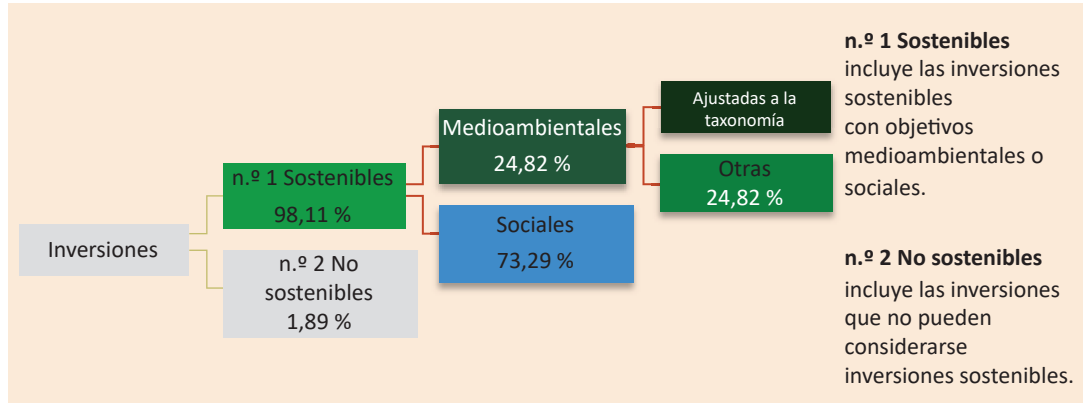 Inversiones
n.º 1 Sostenibles
98,11 %
n.º 2 No
sostenibles
1,89 %
Medioambientales
24,82 %
Sociales
73,29 %
Ajustadas a la
taxonomía
Otras
24,82 %
n.º 1 Sostenibles
incluye las inversiones
sostenibles
con objetivos
medioambientales o
sociales.
n.º 2 No sostenibles
incluye las inversiones
que no pueden
considerarse
inversiones sostenibles.